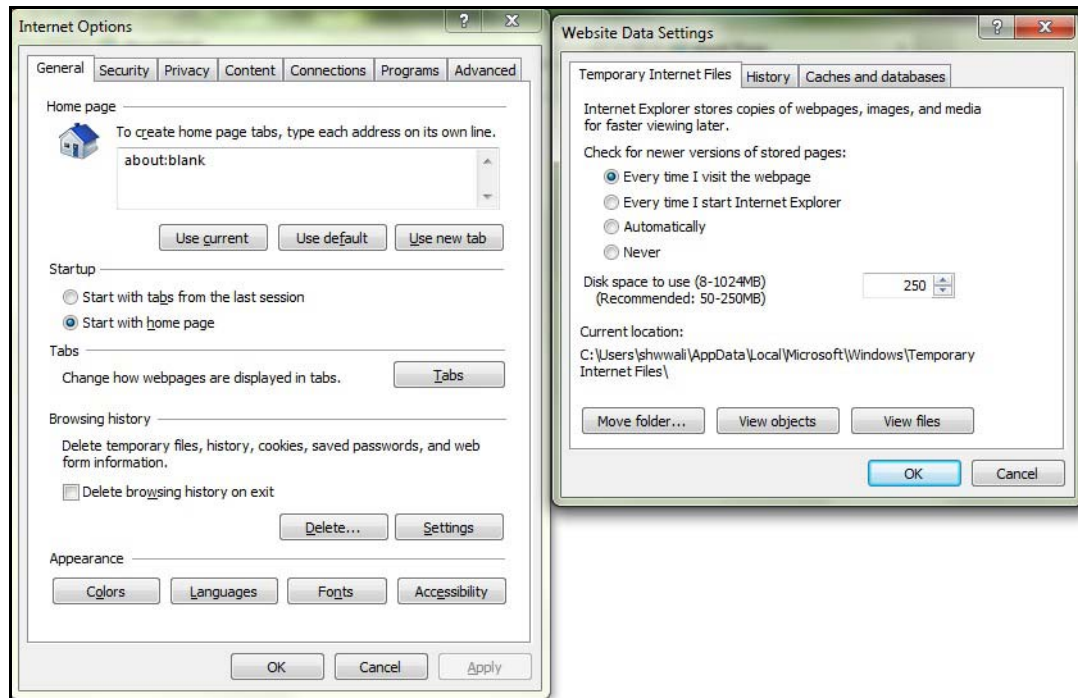 Internet Options
General Security Privacy Content Connections Programs Advanced
Home page
To create home page tabs, type each address on its own line.
about:blank
Use current Use default Use new tab
Startup
Start with tabs from the last session
Start with home page
Tabs
Change how webpages are displayed in tabs.
Tabs
Browsing history
Delete temporary files, history, cookies, saved passwords, and web
form information.
Delete browsing history on exit
Delete... Settings
Appearance
Colors Languages Fonts Accessibility
OK Cancel Apply
Website Data Settings
Temporary Internet Files History Caches and databases
Internet Explorer stores copies of webpages, images, and media
for faster viewing later.
Check for newer versions of stored pages:
Every time I visit the webpage
Every time I start Internet Explorer
Automatically
Never
Disk space to use (8-1024MB)
(Recommended: 50-250MB)
250
Current location:
C:\Users\shwwali\AppData\Local\Microsoft\Windows\Temporary
Internet Files\
Move folder... View objects View files
OK Cancel